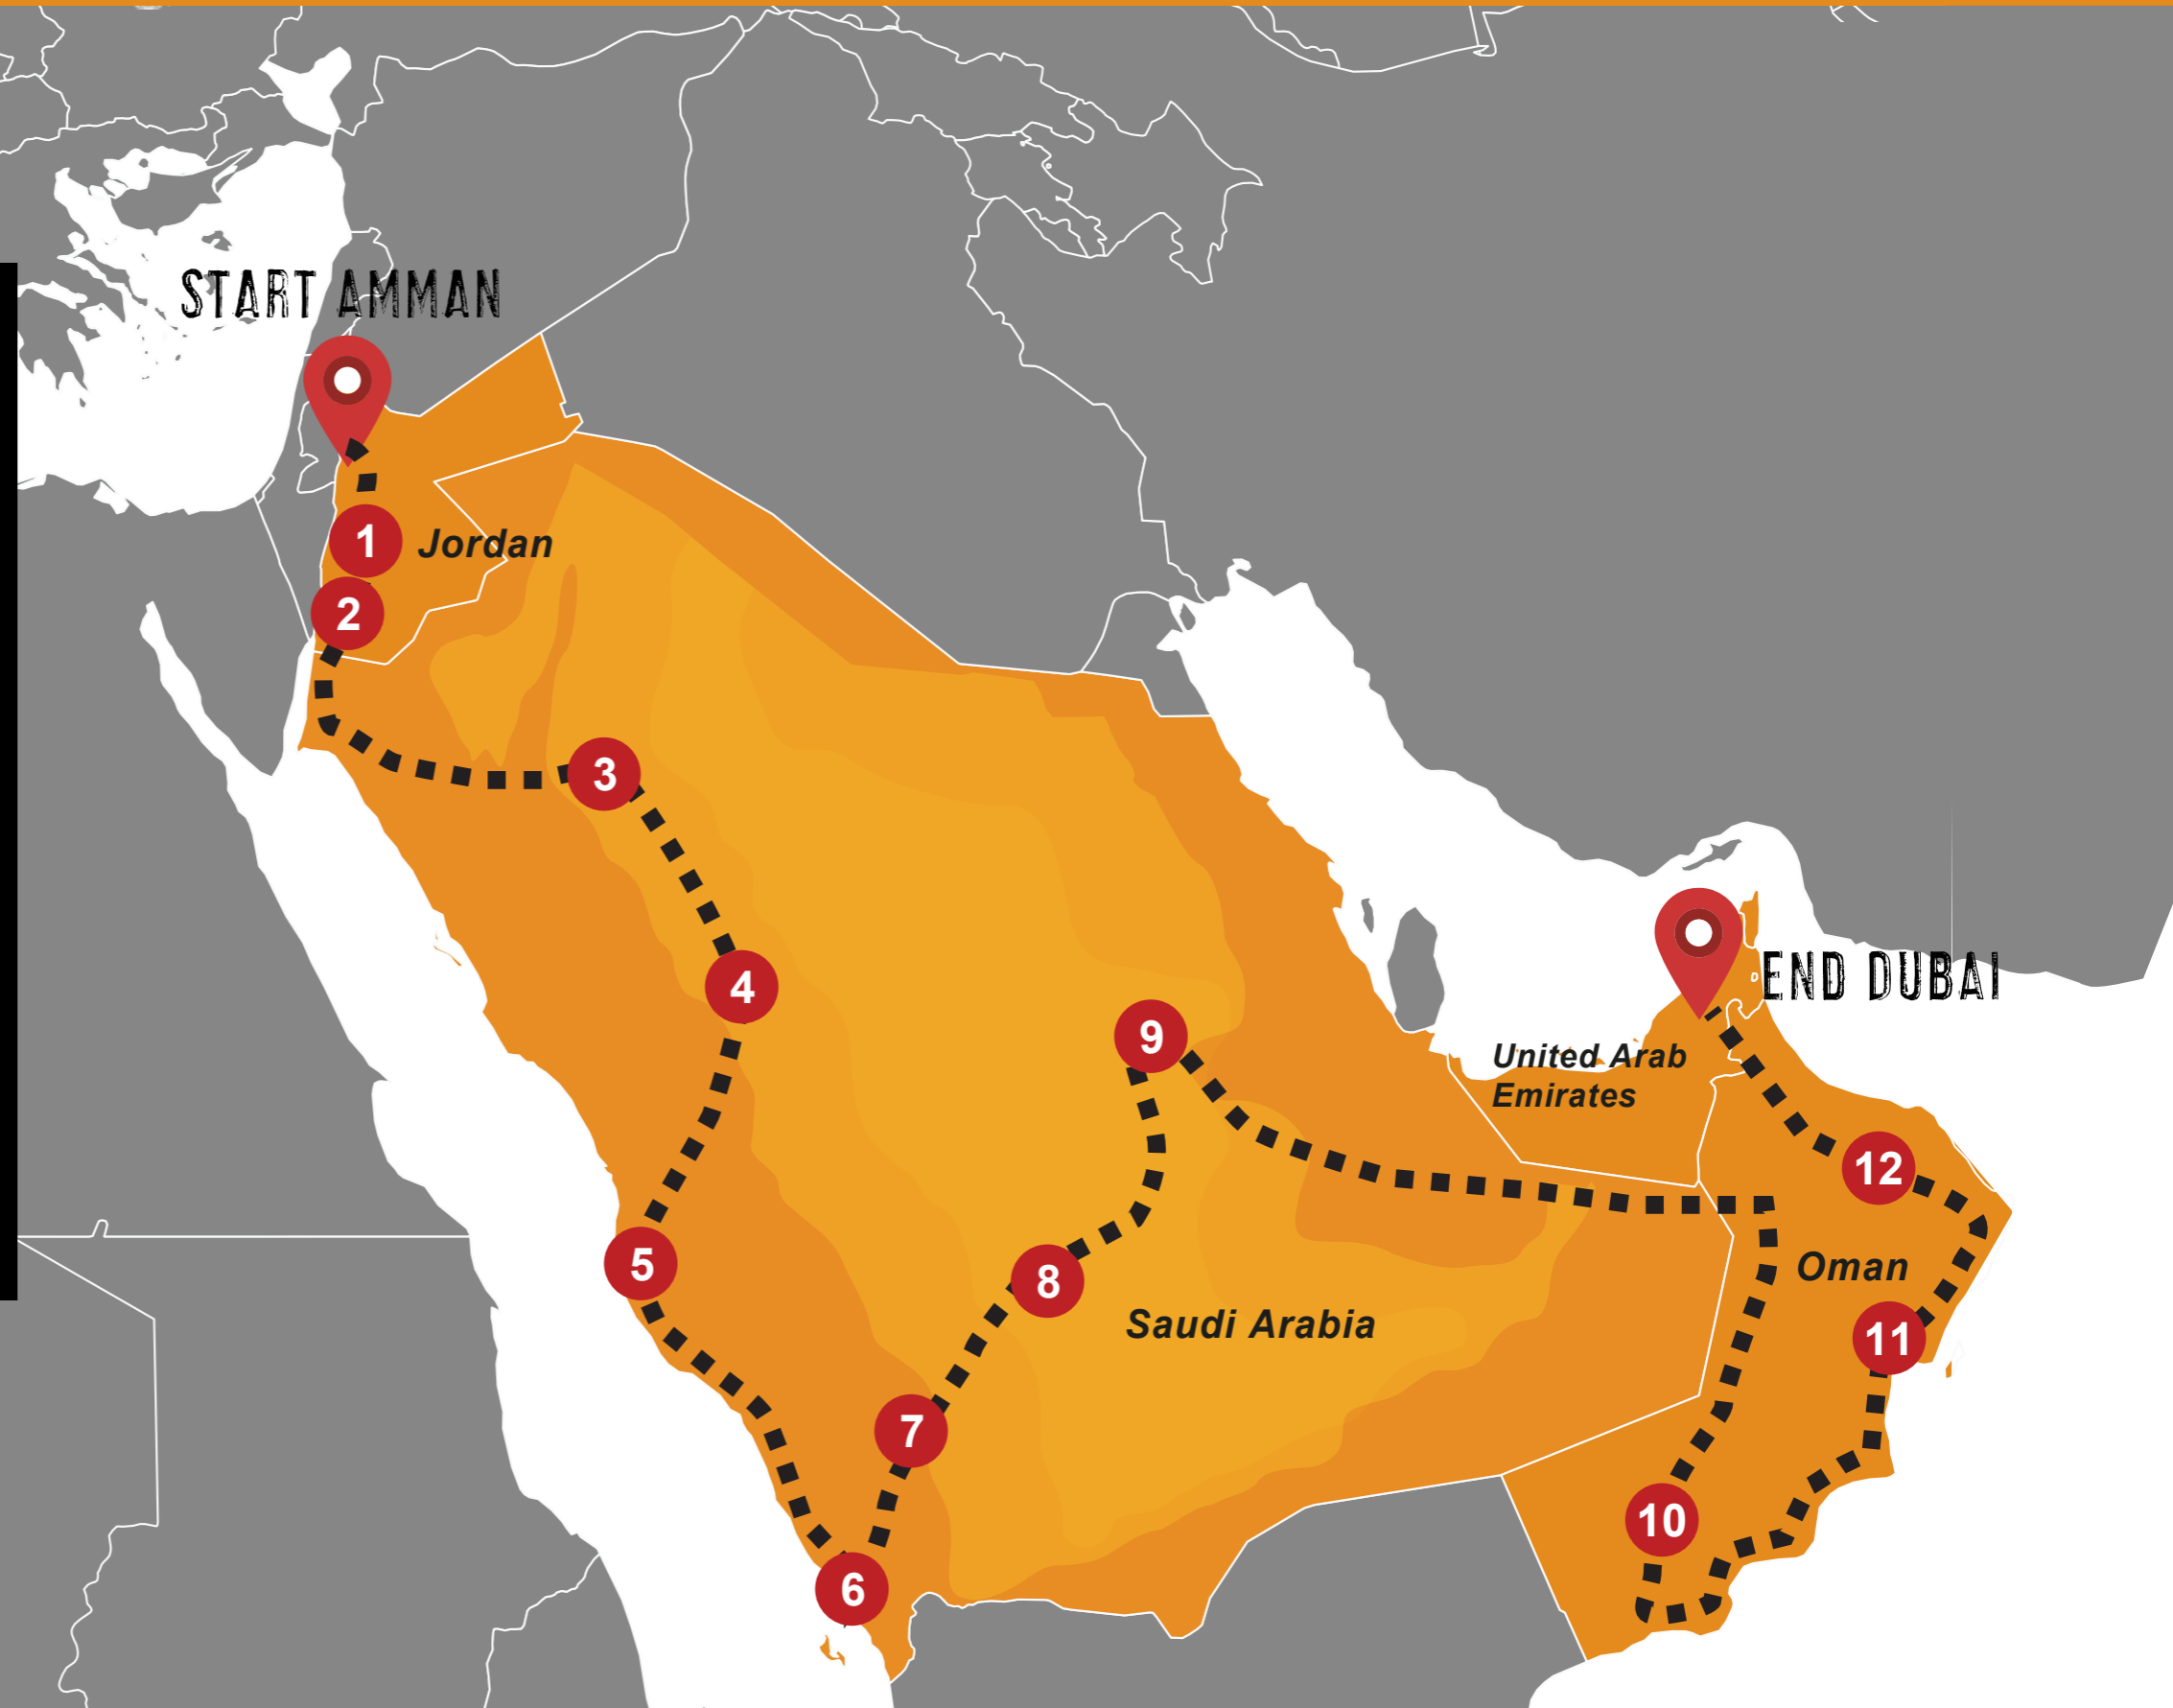 START AMMAN
1
Jordan
2
3
4
9
END DUBAI
United Arab
Emirates
12
5
8
Oman
Saudi Arabia
11
7
10
6